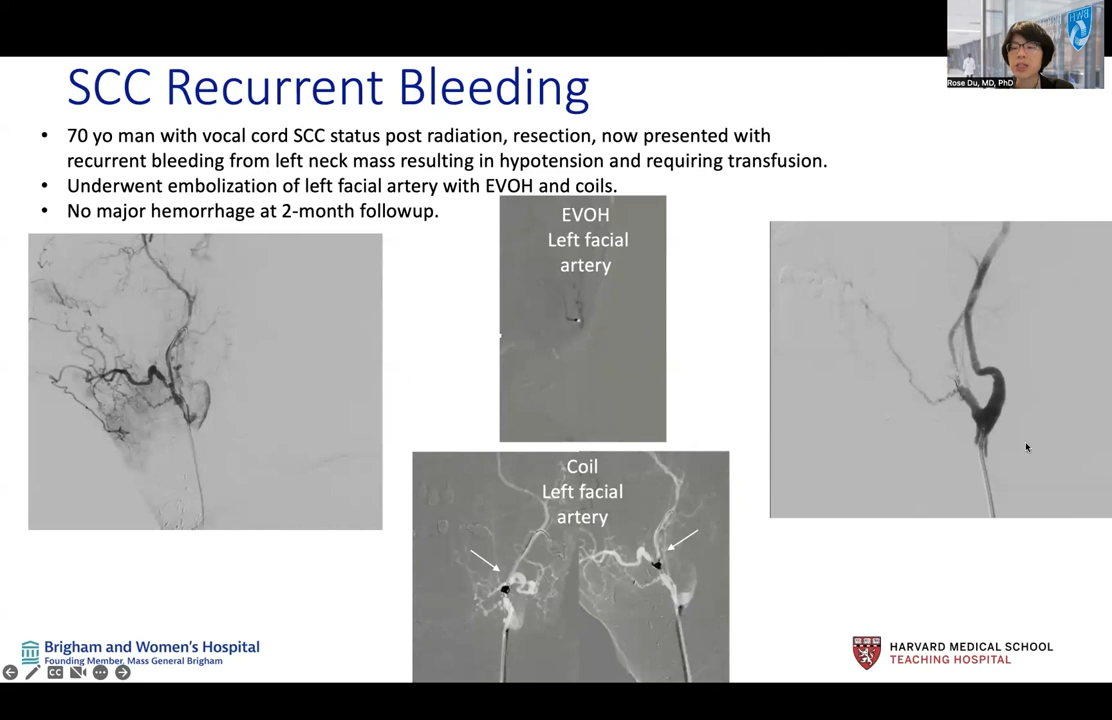 Rose Du, MD, PhD
SCC Recurrent Bleeding
• 70 yo man with vocal cord SCC status post radiation, resection, now presented with
recurrent bleeding from left neck mass resulting in hypotension and requiring transfusion.
• Underwent embolization of left facial artery with EVOH and coils.
• No major hemorrhage at 2-month followup.
EVOH
Left facial
artery
Coil
Left facial
artery
Brigham and Women's Hospital
Founding Member, Mass General Brigham
HARVARD MEDICAL SCHOOL
TEACHING HOSPITAL
CC